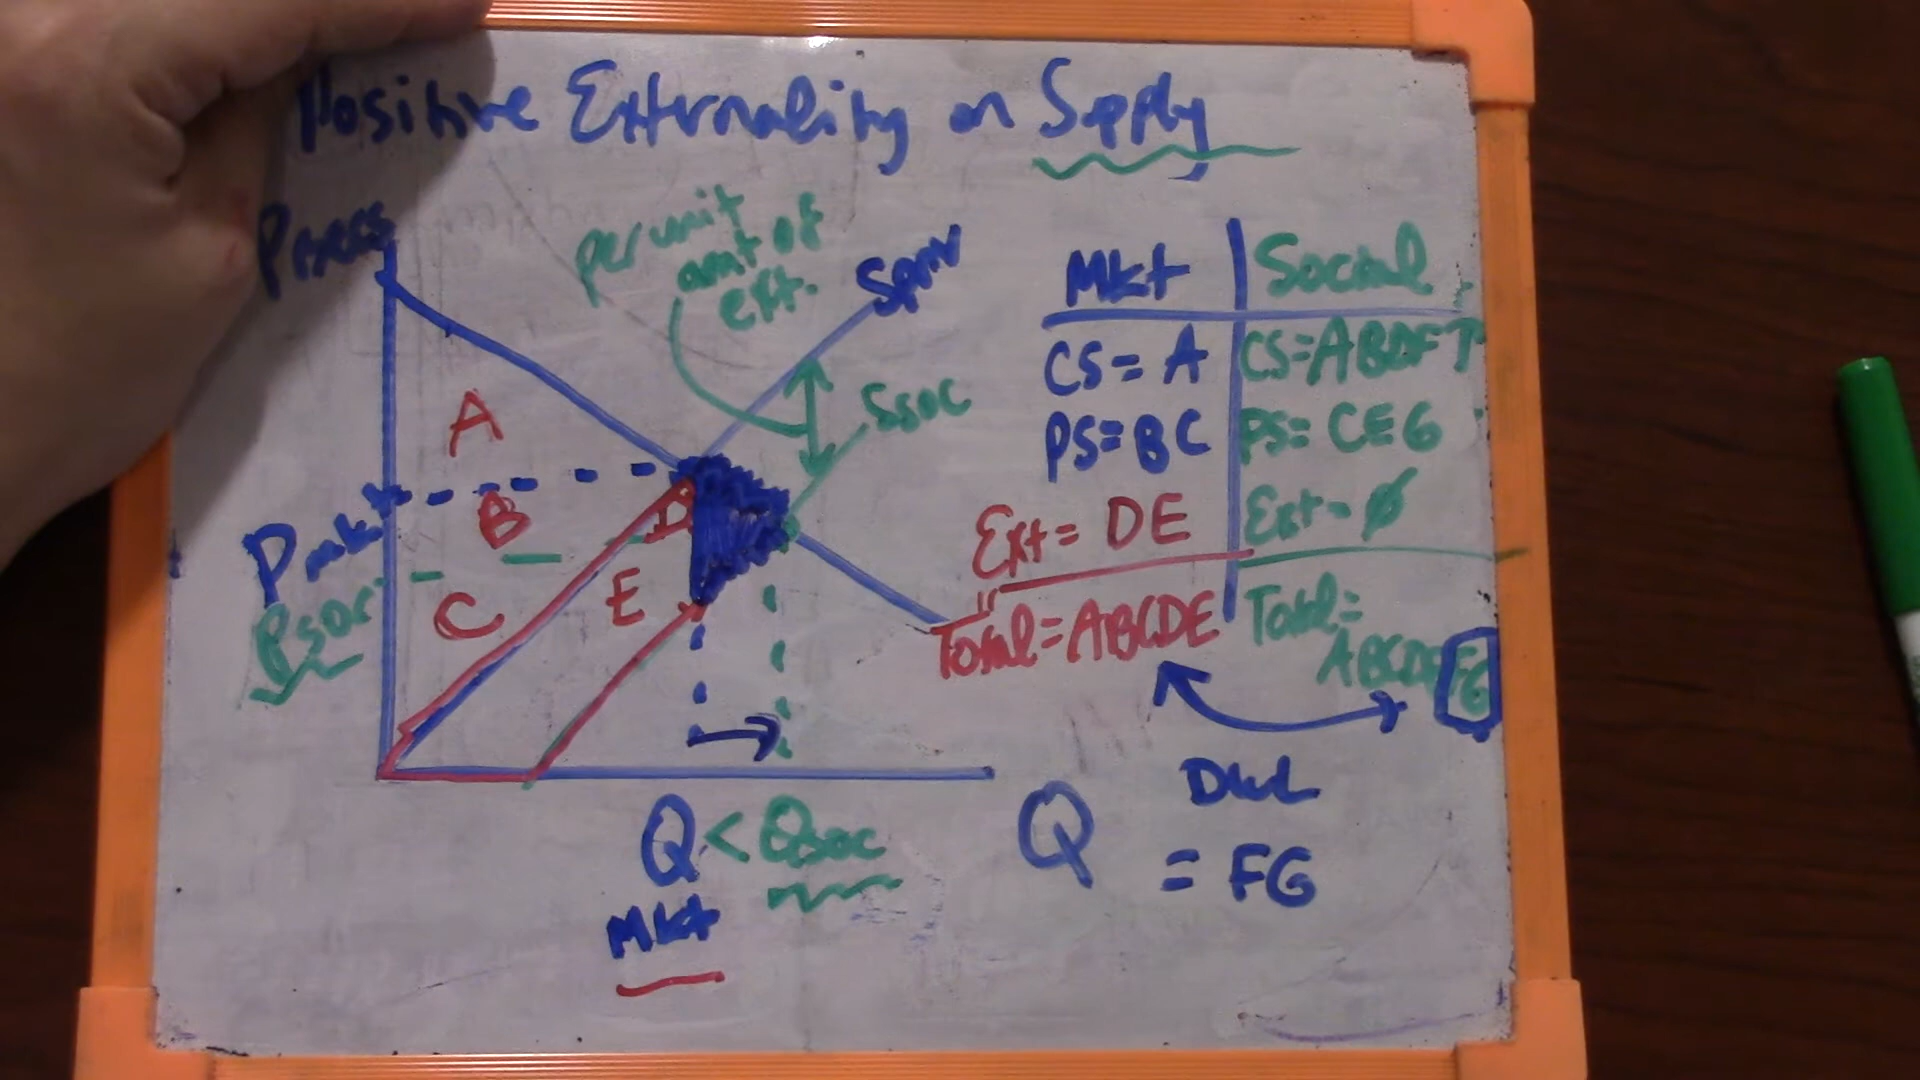 Positive Externality on Supply
per unit
amt of
ext.
Spriv
Ssoc
A
Pmkt
B
D
Psoc
C
E
Q < Qsoc
Mkt
Q
Mkt
Social
CS = A
CS = ABDF
PS = BC
PS = CEG
Ext = DE
Ext = ∅
Total = ABCDE
Total =
ABCDEFG
DWL
= FG